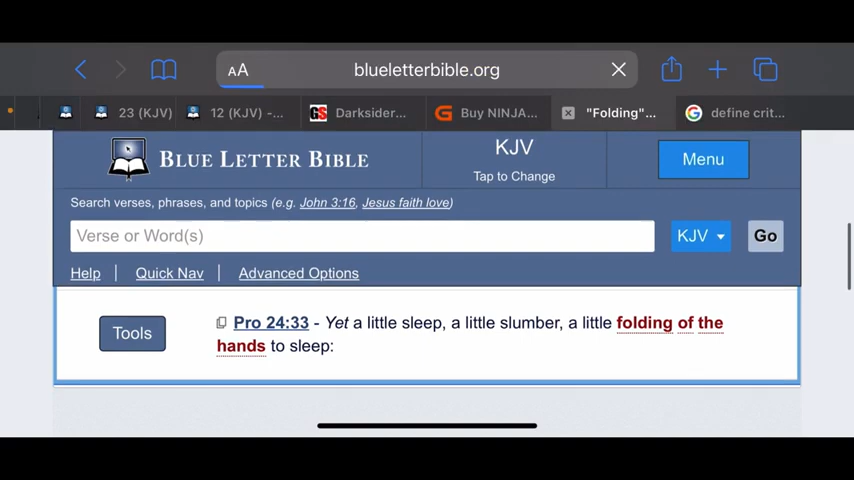 AA blueletterbible.org
23 (KJV) 12 (KJV) -... GS Darksider... G Buy NINJA... "Folding"... define crit...
BLUE LETTER BIBLE KJV Menu
Tap to Change
Search verses, phrases, and topics (e.g. John 3:16, Jesus faith love)
Verse or Word(s) KJV Go
Help Quick Nav Advanced Options
Tools Pro 24:33 - Yet a little sleep, a little slumber, a little folding of the
hands to sleep: